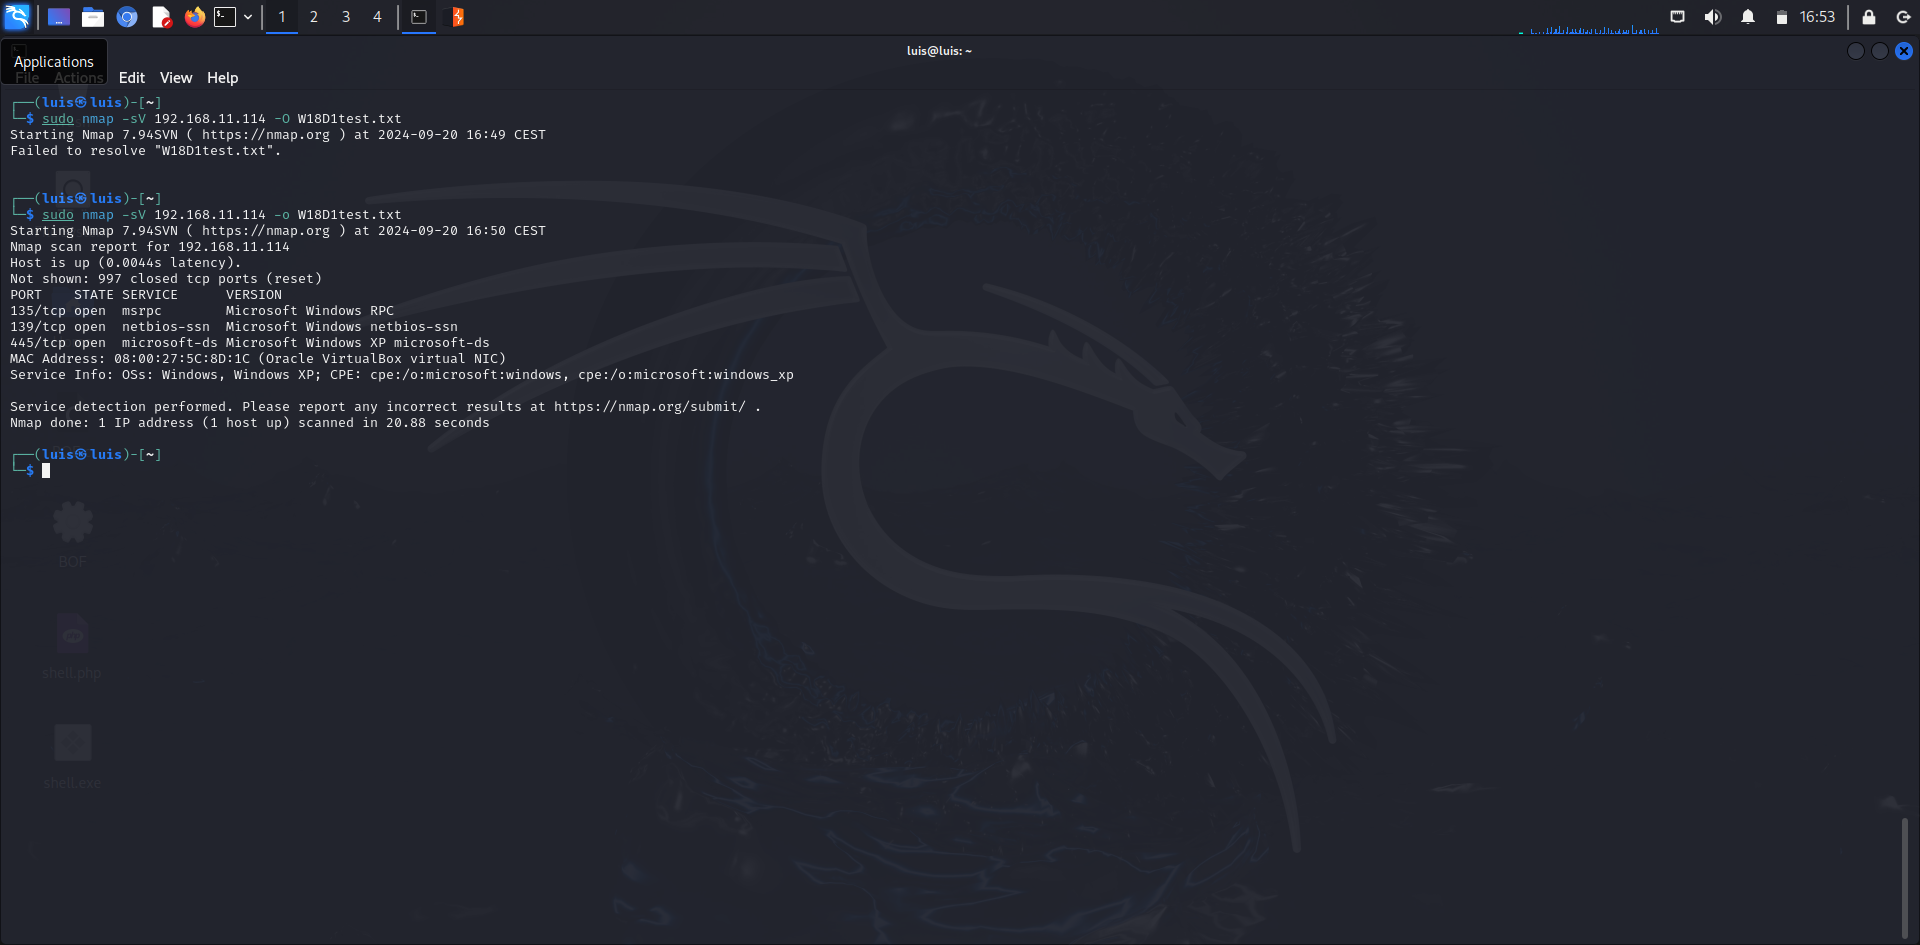 1 2 3 4 16:53
luis@luis: ~
Applications
File Actions Edit View Help
┌──(luis㉿luis)-[~]
└─$ sudo nmap -sV 192.168.11.114 -O W18D1test.txt
Starting Nmap 7.94SVN ( https://nmap.org ) at 2024-09-20 16:49 CEST
Failed to resolve "W18D1test.txt".
┌──(luis㉿luis)-[~]
└─$ sudo nmap -sV 192.168.11.114 -o W18D1test.txt
Starting Nmap 7.94SVN ( https://nmap.org ) at 2024-09-20 16:50 CEST
Nmap scan report for 192.168.11.114
Host is up (0.0044s latency).
Not shown: 997 closed tcp ports (reset)
PORT    STATE SERVICE      VERSION
135/tcp open  msrpc        Microsoft Windows RPC
139/tcp open  netbios-ssn  Microsoft Windows netbios-ssn
445/tcp open  microsoft-ds Microsoft Windows XP microsoft-ds
MAC Address: 08:00:27:5C:8D:1C (Oracle VirtualBox virtual NIC)
Service Info: OSs: Windows, Windows XP; CPE: cpe:/o:microsoft:windows, cpe:/o:microsoft:windows_xp
Service detection performed. Please report any incorrect results at https://nmap.org/submit/ .
Nmap done: 1 IP address (1 host up) scanned in 20.88 seconds
┌──(luis㉿luis)-[~]
└─$
BOF
shell.php
shell.exe